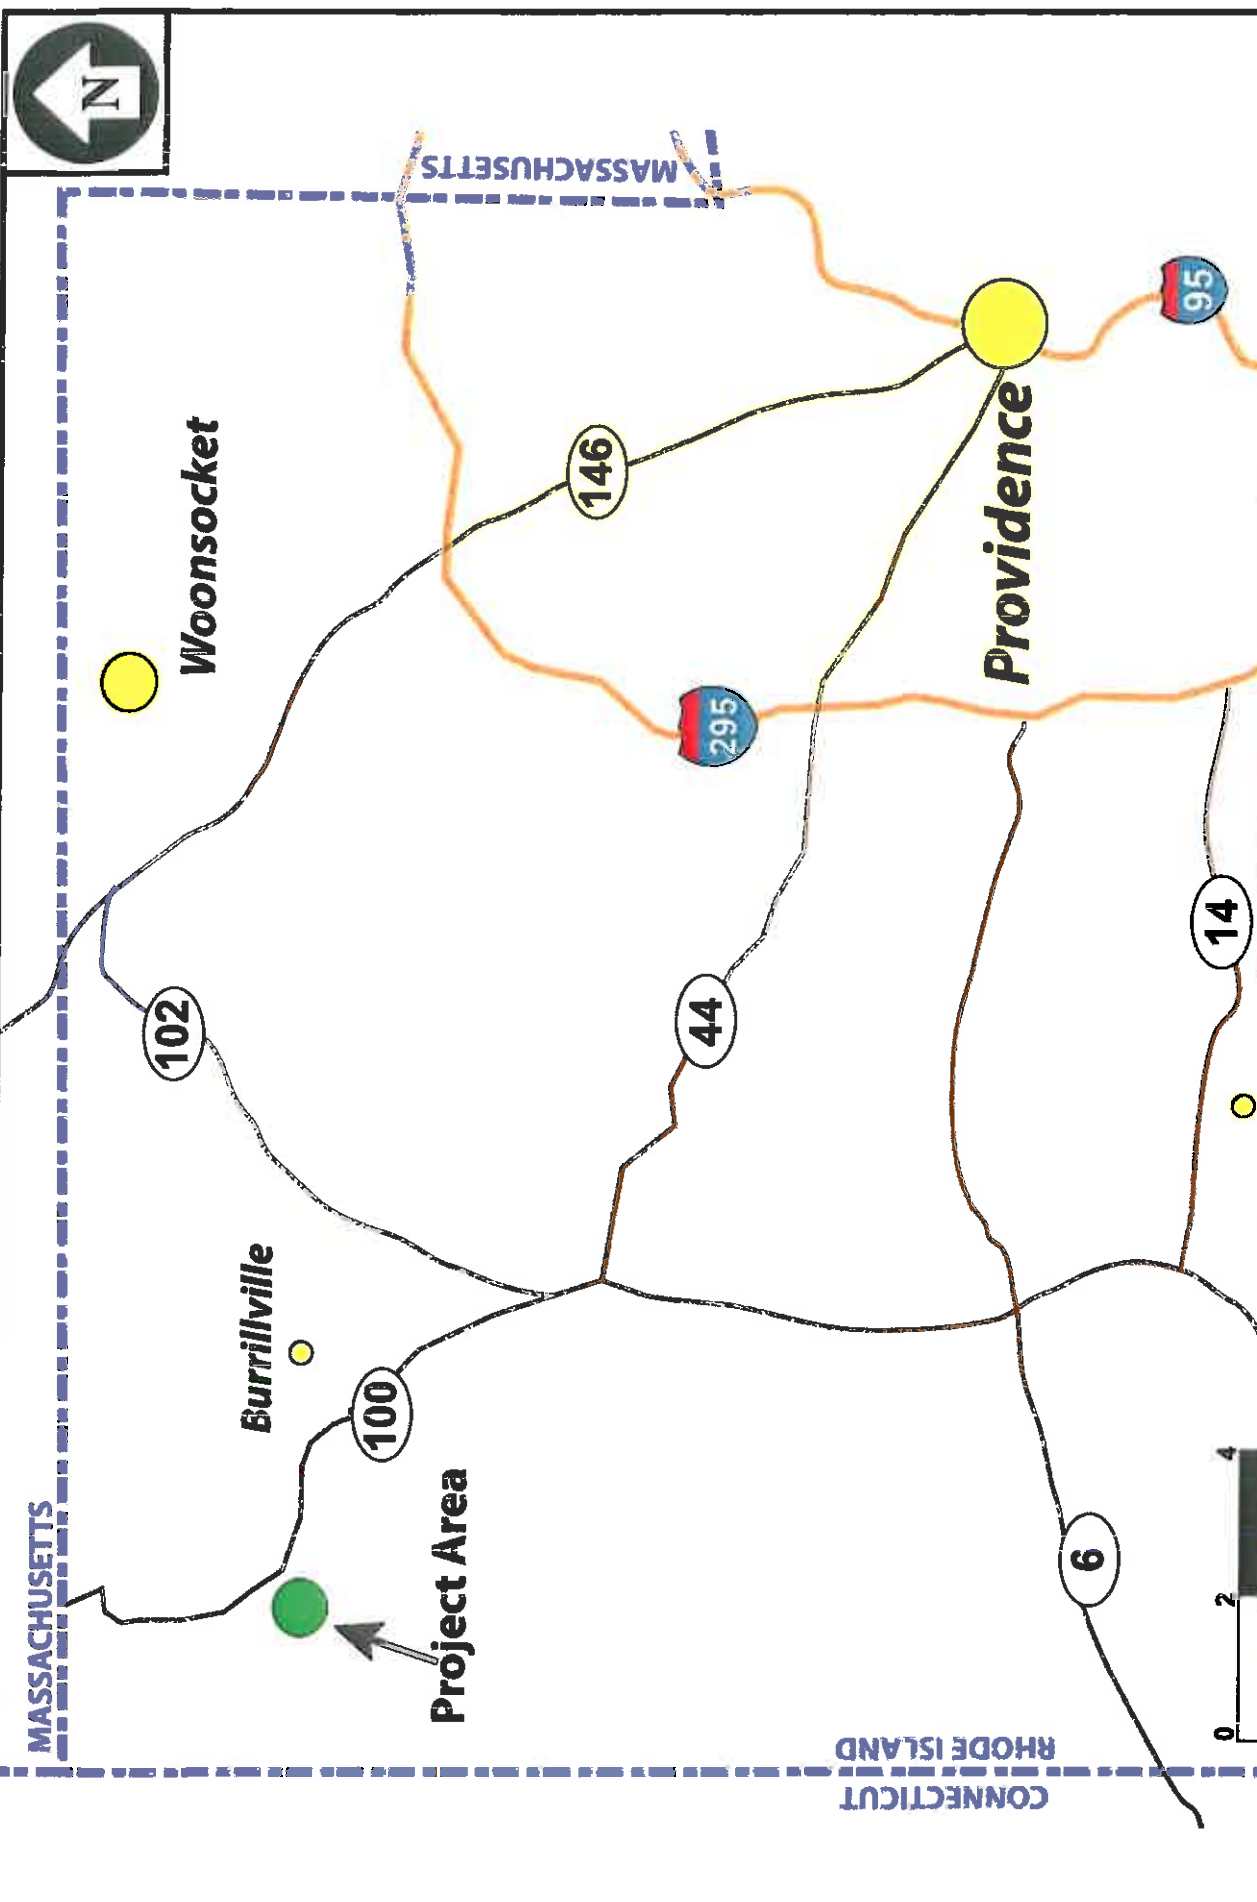 N
MASSACHUSETTS
MASSACHUSETTS
Woonsocket
146
95
Providence
295
102
44
14
Burrillville
100
Project Area
6
RHODE ISLAND
CONNECTICUT
0
2
4